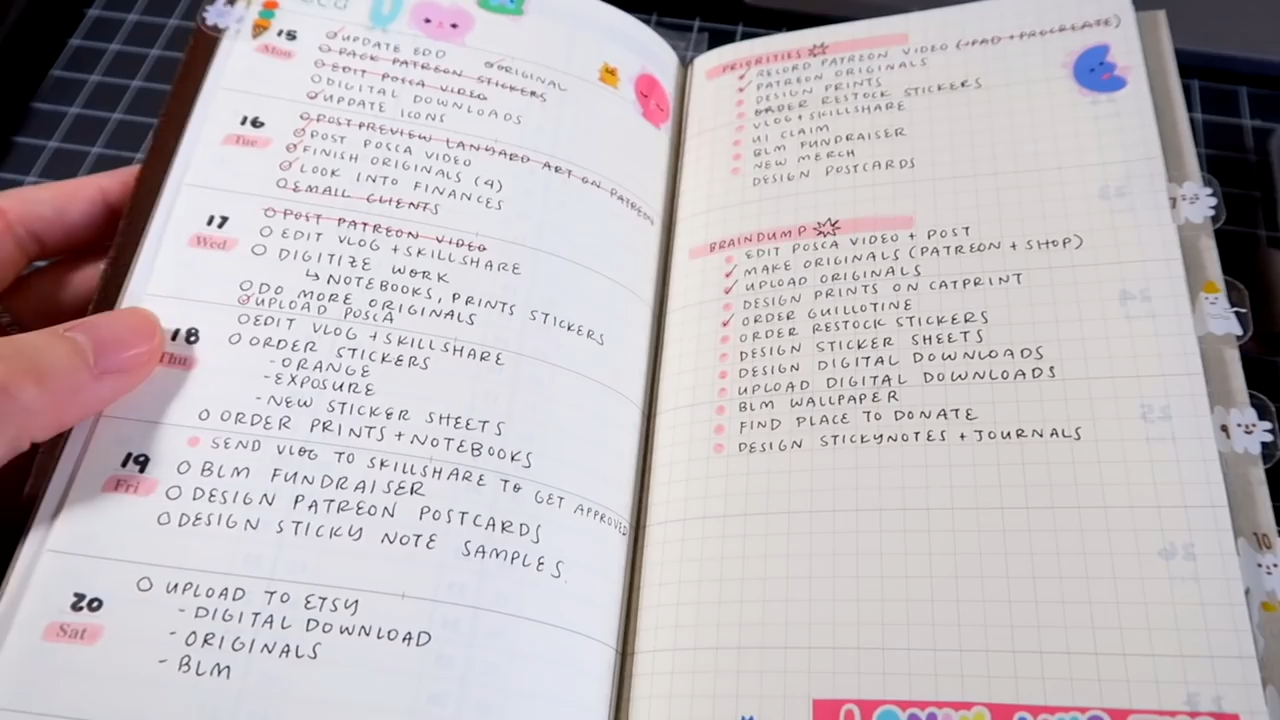 15
Mon
UPDATE EDD
ORIGINAL
PACK PATREON STICKERS
EDIT POSCA VIDEO
DIGITAL DOWNLOADS
UPDATE ICONS
16
Tue
POST PREVIEW LANYARD ART ON PATREON
POST POSCA VIDEO
FINISH ORIGINALS (4)
LOOK INTO FINANCES
EMAIL CLIENTS
17
Wed
POST PATREON VIDEO
EDIT VLOG + SKILLSHARE
DIGITIZE WORK
↳ NOTEBOOKS, PRINTS STICKERS
DO MORE ORIGINALS
UPLOAD POSCA
18
Thu
EDIT VLOG + SKILLSHARE
ORDER STICKERS
- ORANGE
- EXPOSURE
- NEW STICKER SHEETS
ORDER PRINTS + NOTEBOOKS
19
Fri
SEND VLOG TO SKILLSHARE TO GET APPROVED
BLM FUNDRAISER
DESIGN PATREON POSTCARDS
DESIGN STICKY NOTE SAMPLES.
20
Sat
UPLOAD TO ETSY
- DIGITAL DOWNLOAD
- ORIGINALS
- BLM
PRIORITIES
RECORD PATREON VIDEO (IPAD + PROCREATE)
PATREON ORIGINALS
DESIGN PRINTS
ORDER RESTOCK STICKERS
VLOG + SKILLSHARE
UI CLAIM
BLM FUNDRAISER
NEW MERCH
DESIGN POSTCARDS
BRAINDUMP
EDIT POSCA VIDEO + POST
MAKE ORIGINALS (PATREON + SHOP)
UPLOAD ORIGINALS
DESIGN PRINTS ON CATPRINT
ORDER GUILLOTINE
ORDER RESTOCK STICKERS
DESIGN STICKER SHEETS
DESIGN DIGITAL DOWNLOADS
UPLOAD DIGITAL DOWNLOADS
BLM WALLPAPER
FIND PLACE TO DONATE
DESIGN STICKYNOTES + JOURNALS
7
9
10